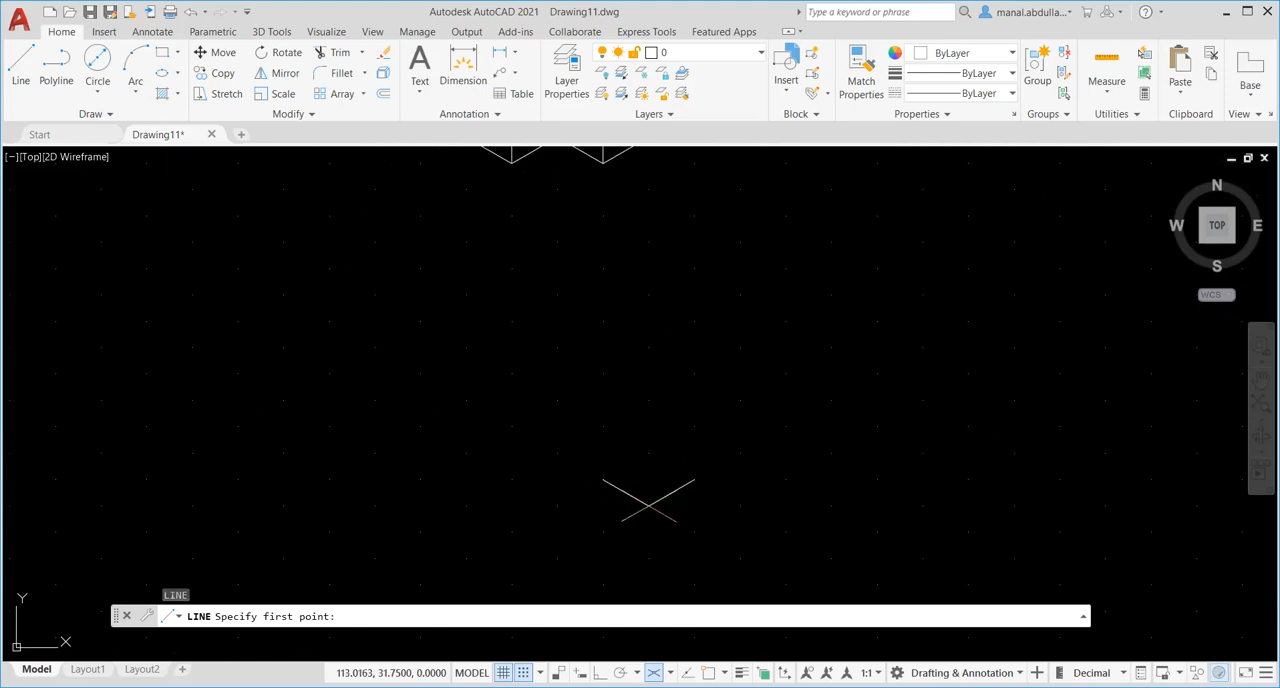 Autodesk AutoCAD 2021 Drawing11.dwg
Type a keyword or phrase
manal.abdulla...
Home Insert Annotate Parametric 3D Tools Visualize View Manage Output Add-ins Collaborate Express Tools Featured Apps
Line Polyline Circle Arc
Move Rotate Trim
Copy Mirror Fillet
Stretch Scale Array
Text Dimension Table
Layer Properties
0
Insert
Match Properties
ByLayer
ByLayer
ByLayer
Group
Measure
Paste
Base
Draw Modify Annotation Layers Block Properties Groups Utilities Clipboard View
Start Drawing11*
[−][Top][2D Wireframe]
N
W TOP E
S
WCS
Y
X
LINE
LINE Specify first point:
Model Layout1 Layout2
113.0163, 31.7500, 0.0000 MODEL 1:1 Drafting & Annotation Decimal